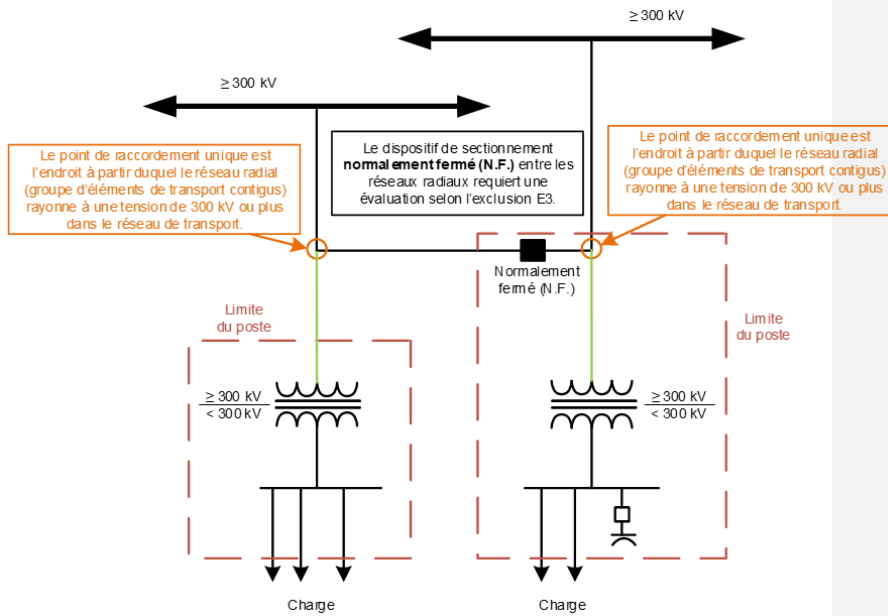 ≥ 300 kV
≥ 300 kV
Le point de raccordement unique est
l'endroit à partir duquel le réseau radial
(groupe d'éléments de transport contigus)
rayonne à une tension de 300 kV ou plus
dans le réseau de transport.
Le dispositif de sectionnement
normalement fermé (N.F.) entre les
réseaux radiaux requiert une
évaluation selon l'exclusion E3.
Le point de raccordement unique est
l'endroit à partir duquel le réseau radial
(groupe d'éléments de transport contigus)
rayonne à une tension de 300 kV ou plus
dans le réseau de transport.
Normalement
fermé (N.F.)
Limite
du poste
Limite
du poste
≥ 300 kV
< 300 kV
≥ 300 kV
< 300 kV
Charge
Charge